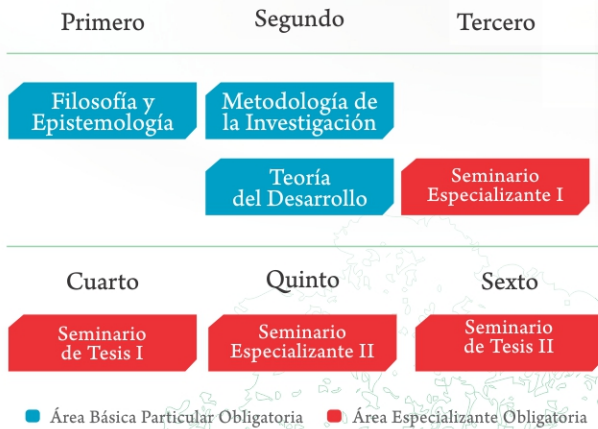 Primero
Segundo
Tercero
Filosofía y
Epistemología
Metodología de
la Investigación
Teoría
del Desarrollo
Seminario
Especializante I
Cuarto
Quinto
Sexto
Seminario
de Tesis I
Seminario
Especializante II
Seminario
de Tesis II
Área Básica Particular Obligatoria
Área Especializante Obligatoria